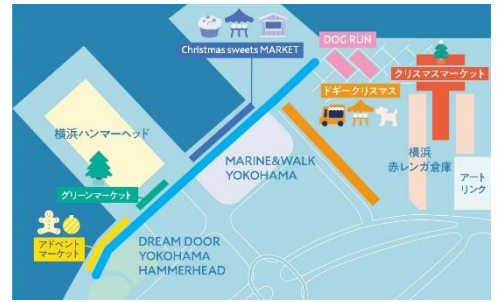 Christmas sweets MARKET
DOG RUN
クリスマスマーケット
ドギークリスマス
横浜ハンマーヘッド
MARINE&WALK
YOKOHAMA
横浜
赤レンガ倉庫
アート
リンク
グリーンマーケット
アドベント
マーケット
DREAM DOOR
YOKOHAMA
HAMMERHEAD